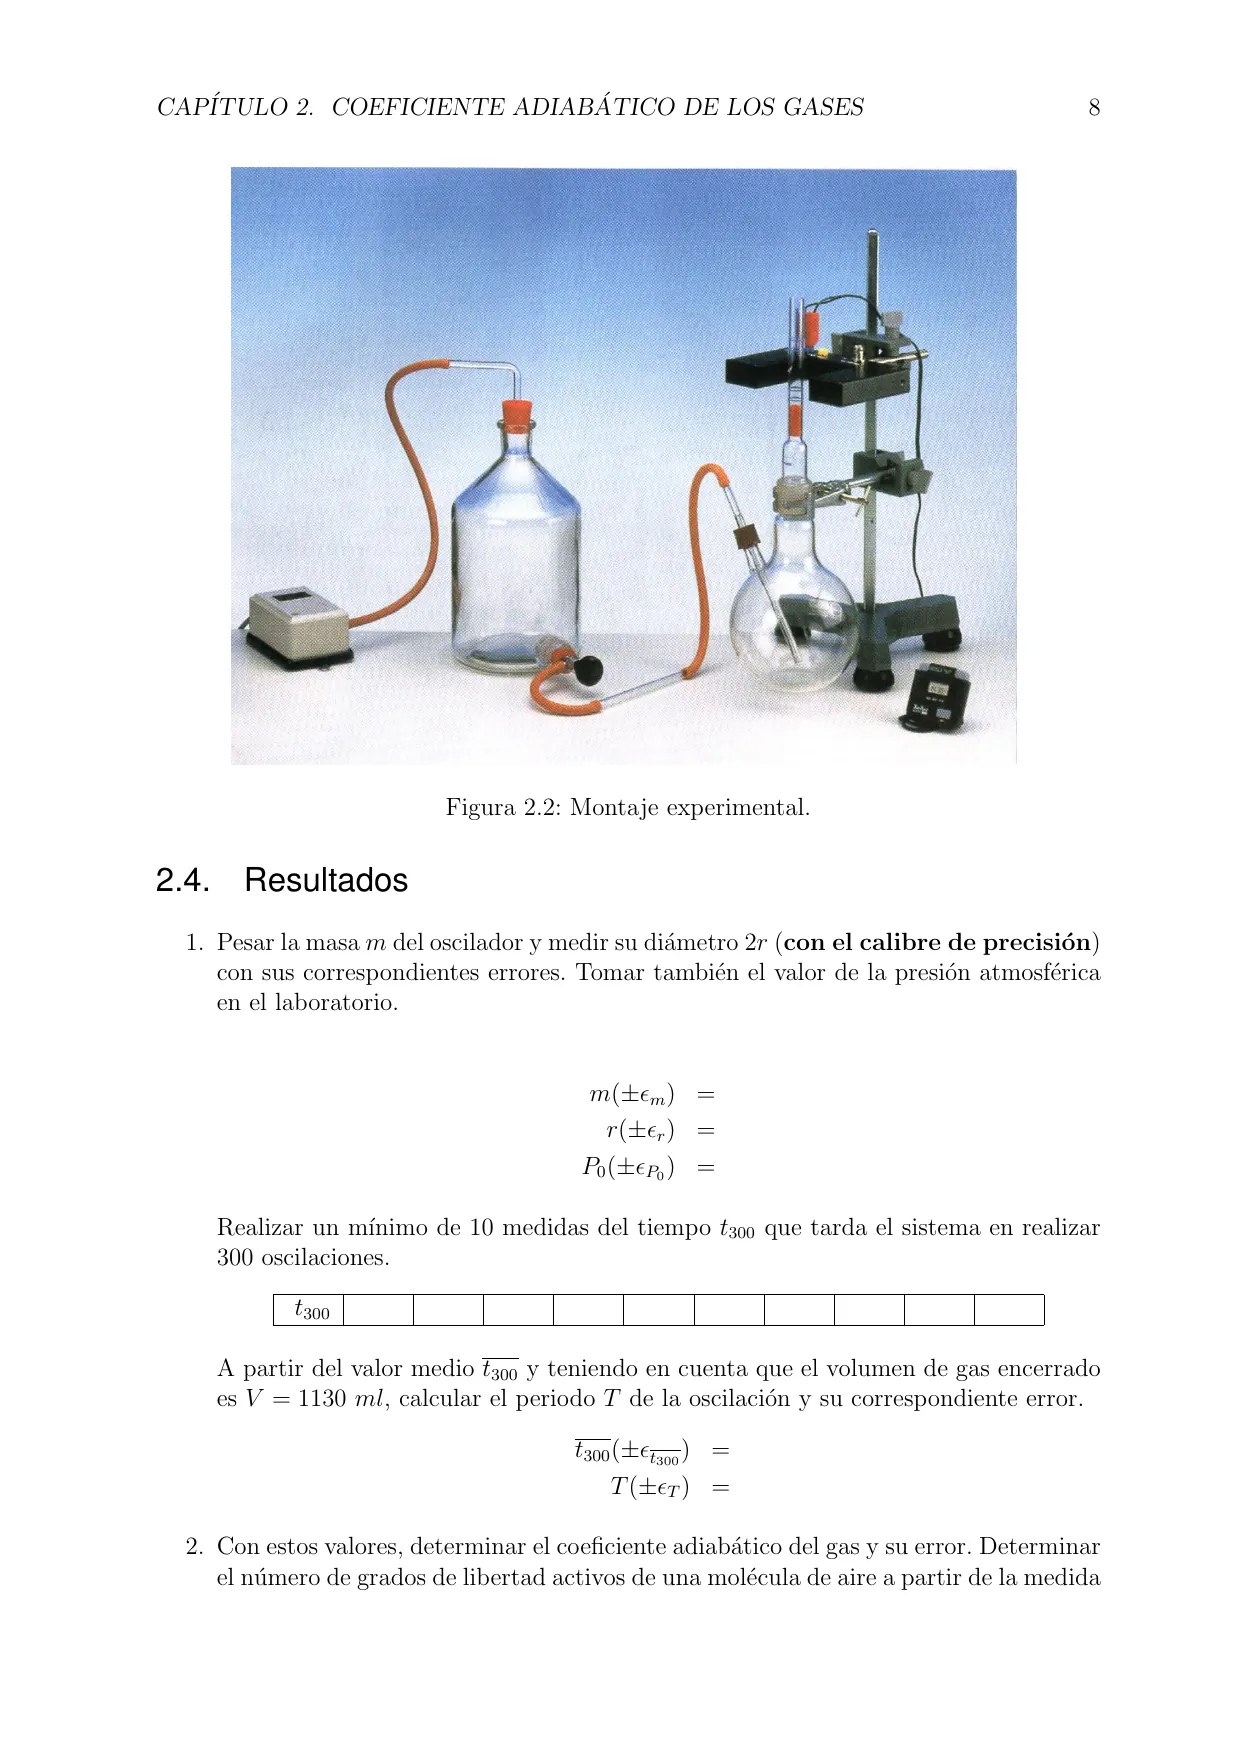 CAPÍTULO 2. COEFICIENTE ADIABÁTICO DE LOS GASES 8
Figura 2.2: Montaje experimental.
2.4. Resultados
1. Pesar la masa m del oscilador y medir su diámetro 2r (con el calibre de precisión)
con sus correspondientes errores. Tomar también el valor de la presión atmosférica
en el laboratorio.
m(±ϵm) =
r(±ϵr) =
P0(±ϵP0) =
Realizar un mínimo de 10 medidas del tiempo t300 que tarda el sistema en realizar
300 oscilaciones.
t300
A partir del valor medio t̅300 y teniendo en cuenta que el volumen de gas encerrado
es V = 1130 ml, calcular el periodo T de la oscilación y su correspondiente error.
t̅300(±ϵt̅300) =
T(±ϵT) =
2. Con estos valores, determinar el coeficiente adiabático del gas y su error. Determinar
el número de grados de libertad activos de una molécula de aire a partir de la medida